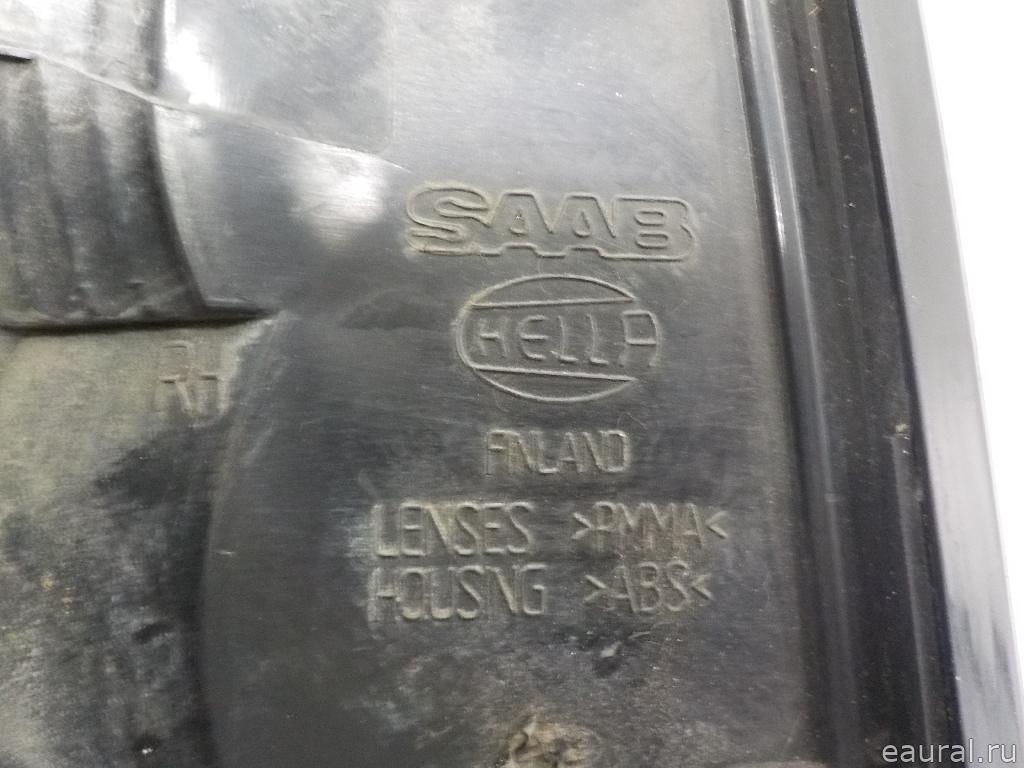 SAAB
HELLA
RH
FINLAND
LENSES >PMMA<
HOUSING >ABS<
eaural.ru